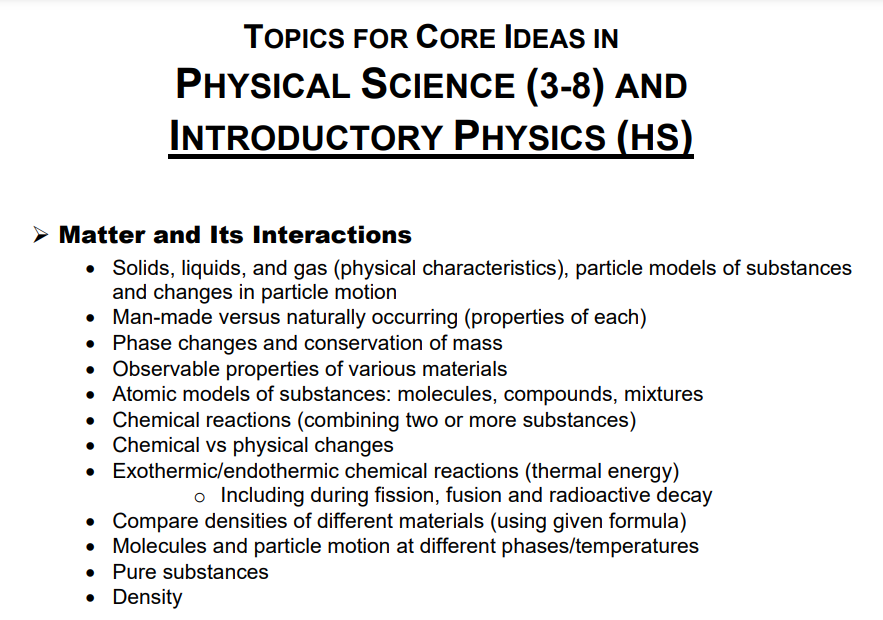 TOPICS FOR CORE IDEAS IN
PHYSICAL SCIENCE (3-8) AND
INTRODUCTORY PHYSICS (HS)
➢ Matter and Its Interactions
• Solids, liquids, and gas (physical characteristics), particle models of substances
and changes in particle motion
• Man-made versus naturally occurring (properties of each)
• Phase changes and conservation of mass
• Observable properties of various materials
• Atomic models of substances: molecules, compounds, mixtures
• Chemical reactions (combining two or more substances)
• Chemical vs physical changes
• Exothermic/endothermic chemical reactions (thermal energy)
o Including during fission, fusion and radioactive decay
• Compare densities of different materials (using given formula)
• Molecules and particle motion at different phases/temperatures
• Pure substances
• Density